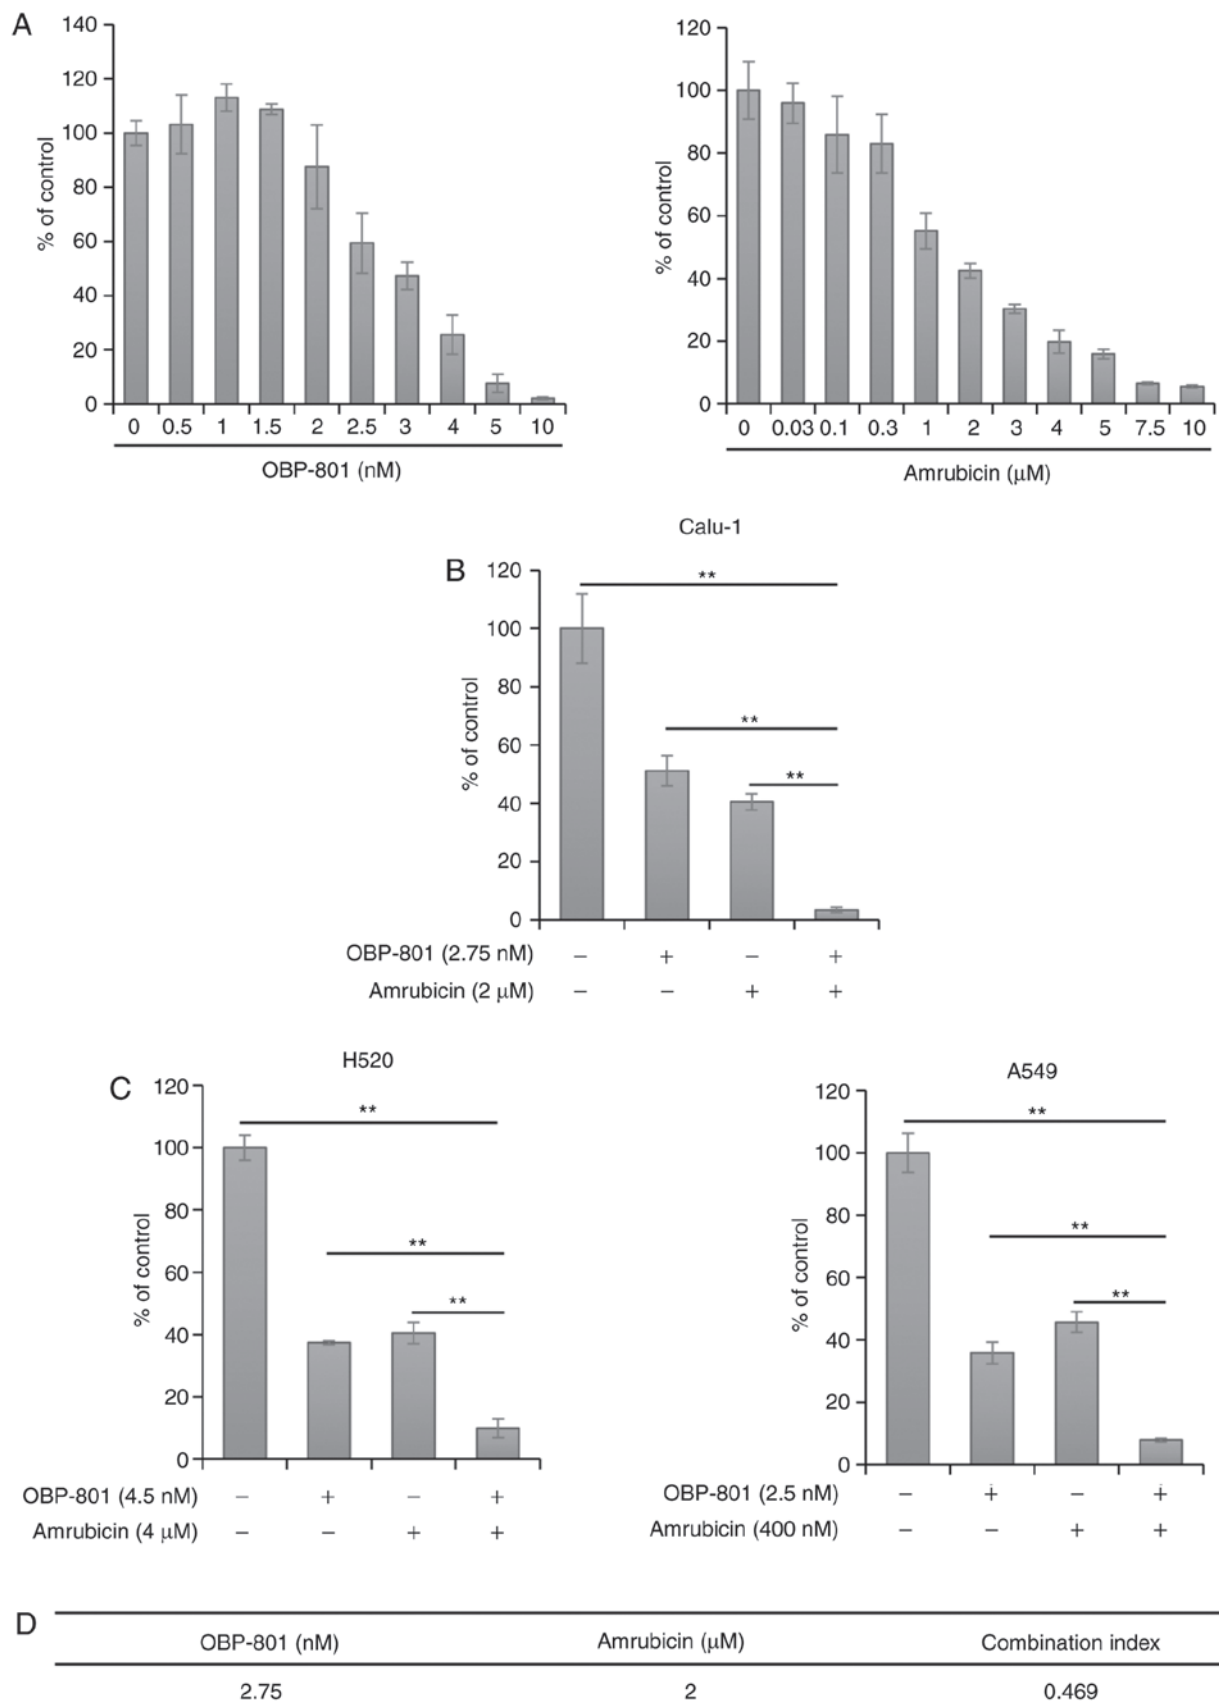 A
140
120
100
80
60
40
20
0
% of control
0 0.5 1 1.5 2 2.5 3 4 5 10
OBP-801 (nM)
120
100
80
60
40
20
0
% of control
0 0.03 0.1 0.3 1 2 3 4 5 7.5 10
Amrubicin (μM)
Calu-1
B
120
100
80
60
40
20
0
% of control
**
**
**
OBP-801 (2.75 nM) − + − +
Amrubicin (2 μM) − − + +
C
H520
120
100
80
60
40
20
0
% of control
**
**
**
OBP-801 (4.5 nM) − + − +
Amrubicin (4 μM) − − + +
A549
120
100
80
60
40
20
0
% of control
**
**
**
OBP-801 (2.5 nM) − + − +
Amrubicin (400 nM) − − + +
D
OBP-801 (nM) Amrubicin (μM) Combination index
2.75 2 0.469